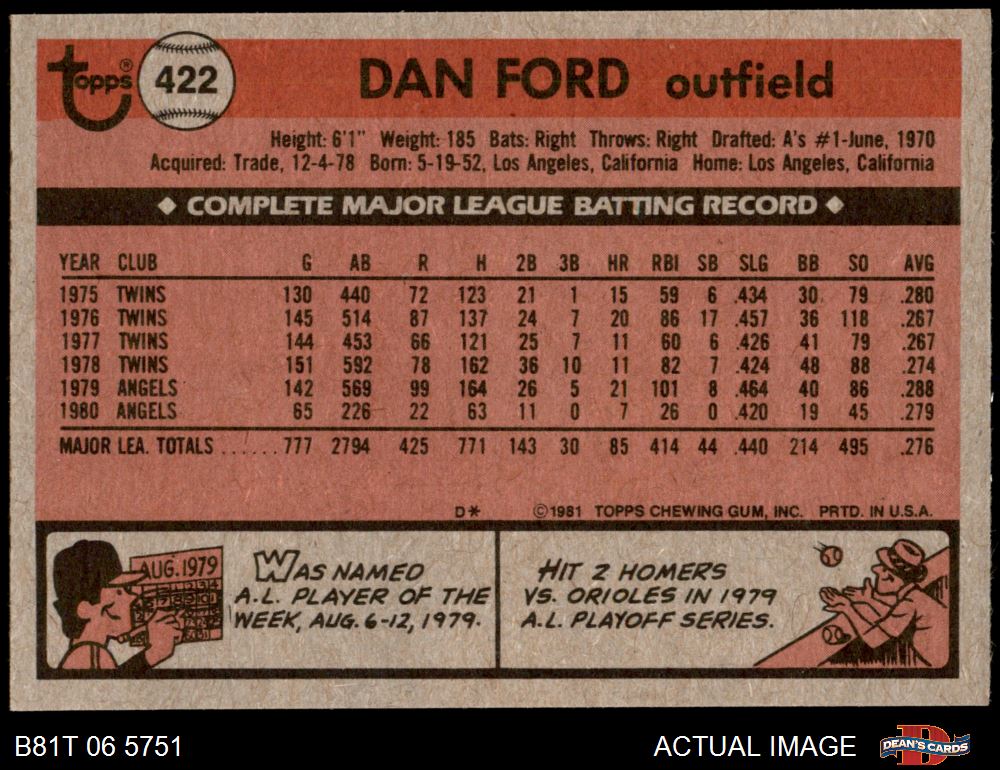 topps® 422 DAN FORD outfield
Height: 6'1" Weight: 185 Bats: Right Throws: Right Drafted: A's #1-June, 1970
Acquired: Trade, 12-4-78 Born: 5-19-52, Los Angeles, California Home: Los Angeles, California
◆ COMPLETE MAJOR LEAGUE BATTING RECORD ◆
YEAR CLUB G AB R H 2B 3B HR RBI SB SLG BB SO AVG
1975 TWINS 130 440 72 123 21 1 15 59 6 .434 30 79 .280
1976 TWINS 145 514 87 137 24 7 20 86 17 .457 36 118 .267
1977 TWINS 144 453 66 121 25 7 11 60 6 .426 41 79 .267
1978 TWINS 151 592 78 162 36 10 11 82 7 .424 48 88 .274
1979 ANGELS 142 569 99 164 26 5 21 101 8 .464 40 86 .288
1980 ANGELS 65 226 22 63 11 0 7 26 0 .420 19 45 .279
MAJOR LEA. TOTALS ...... 777 2794 425 771 143 30 85 414 44 .440 214 495 .276
D* ©1981 TOPPS CHEWING GUM, INC. PRTD. IN U.S.A.
AUG. 1979
WAS NAMED
A.L. PLAYER OF THE
WEEK, AUG. 6-12, 1979.
HIT 2 HOMERS
VS. ORIOLES IN 1979
A.L. PLAYOFF SERIES.
B81T 06 5751 ACTUAL IMAGE DEAN'S CARDS